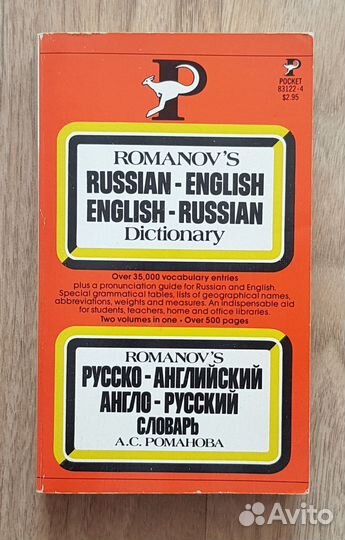 P
P
POCKET
83122-4
$2.95
ROMANOV'S
RUSSIAN-ENGLISH
ENGLISH-RUSSIAN
Dictionary
Over 35,000 vocabulary entries
plus a pronunciation guide for Russian and English.
Special grammatical tables, lists of geographical names,
abbreviations, weights and measures. An indispensable aid
for students, teachers, home and office libraries.
Two volumes in one • Over 500 pages
ROMANOV'S
РУССКО-АНГЛИЙСКИЙ
АНГЛО-РУССКИЙ
СЛОВАРЬ
А.С. РОМАНОВА
Avito